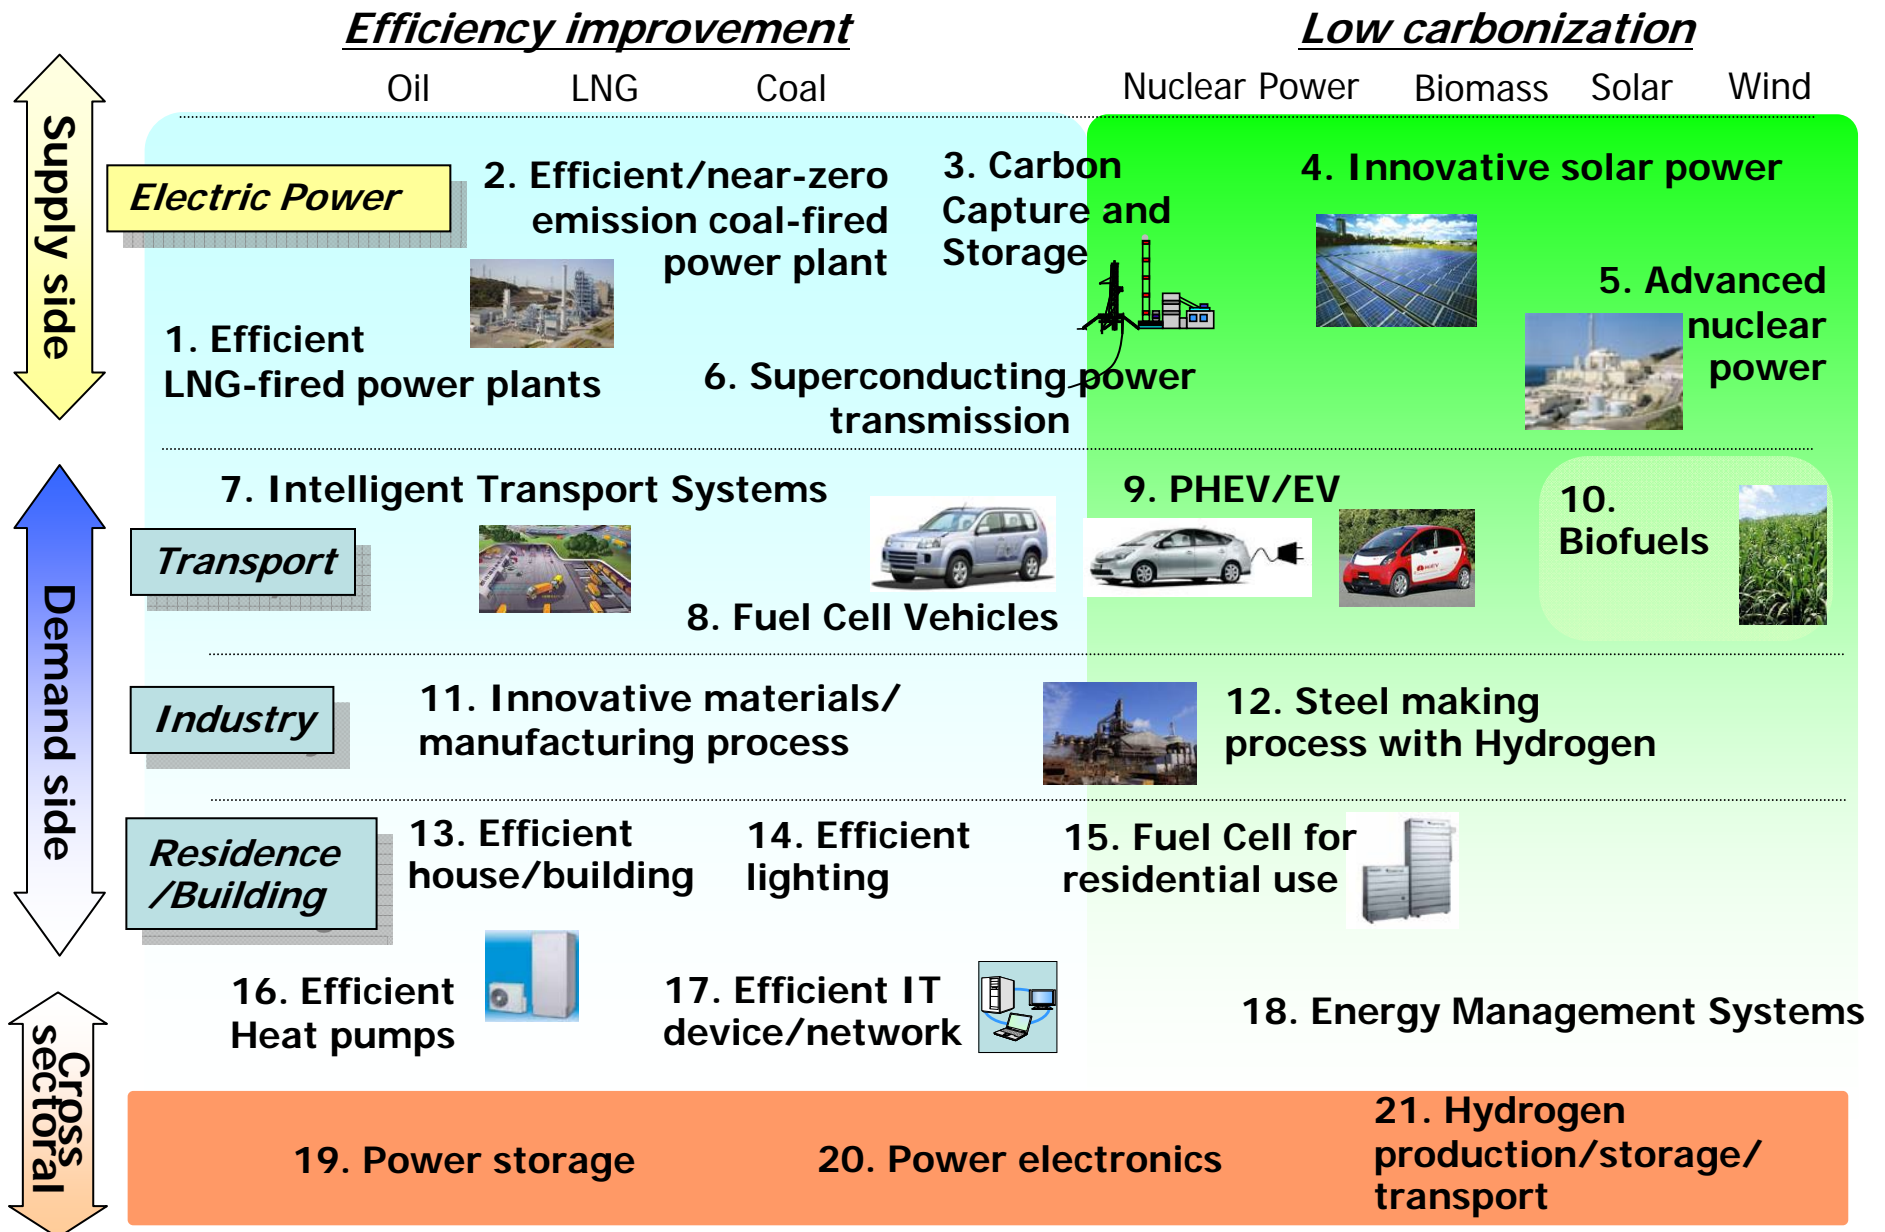 Efficiency improvement
Low carbonization
Oil
LNG
Coal
Nuclear Power
Biomass
Solar
Wind
Supply side
Electric Power
2. Efficient/near-zero
emission coal-fired
power plant
3. Carbon
Capture and
Storage
4. Innovative solar power
5. Advanced
nuclear
power
1. Efficient
LNG-fired power plants
6. Superconducting power
transmission
Demand side
7. Intelligent Transport Systems
Transport
8. Fuel Cell Vehicles
9. PHEV/EV
10.
Biofuels
Industry
11. Innovative materials/
manufacturing process
12. Steel making
process with Hydrogen
Residence
/Building
13. Efficient
house/building
14. Efficient
lighting
15. Fuel Cell for
residential use
16. Efficient
Heat pumps
17. Efficient IT
device/network
18. Energy Management Systems
Cross
sectoral
19. Power storage
20. Power electronics
21. Hydrogen
production/storage/
transport